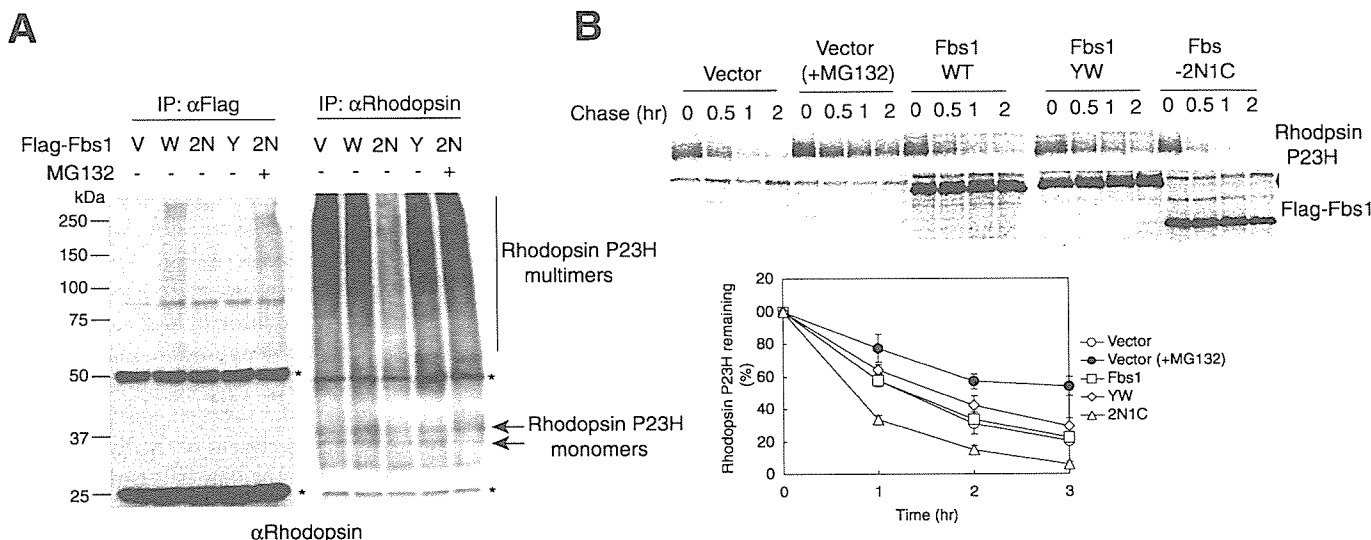 A
IP: αFlag IP: αRhodopsin
Flag-Fbs1 V W 2N Y 2N V W 2N Y 2N
MG132 - - - - + - - - - +
kDa
250
150
100
75
50
37
25
*
*
*
*
Rhodopsin P23H
multimers
Rhodopsin P23H
monomers
αRhodopsin
B
Vector
Vector
(+MG132)
Fbs1
WT
Fbs1
YW
Fbs
-2N1C
Chase (hr) 0 0.5 1 2 0 0.5 1 2 0 0.5 1 2 0 0.5 1 2 0 0.5 1 2
Rhodpsin
P23H
Flag-Fbs1
Rhodopsin P23H remaining
(%)
20
00
80
60
40
20
0
0 1 2 3
Time (hr)
Vector
Vector (+MG132)
Fbs1
YW
2N1C